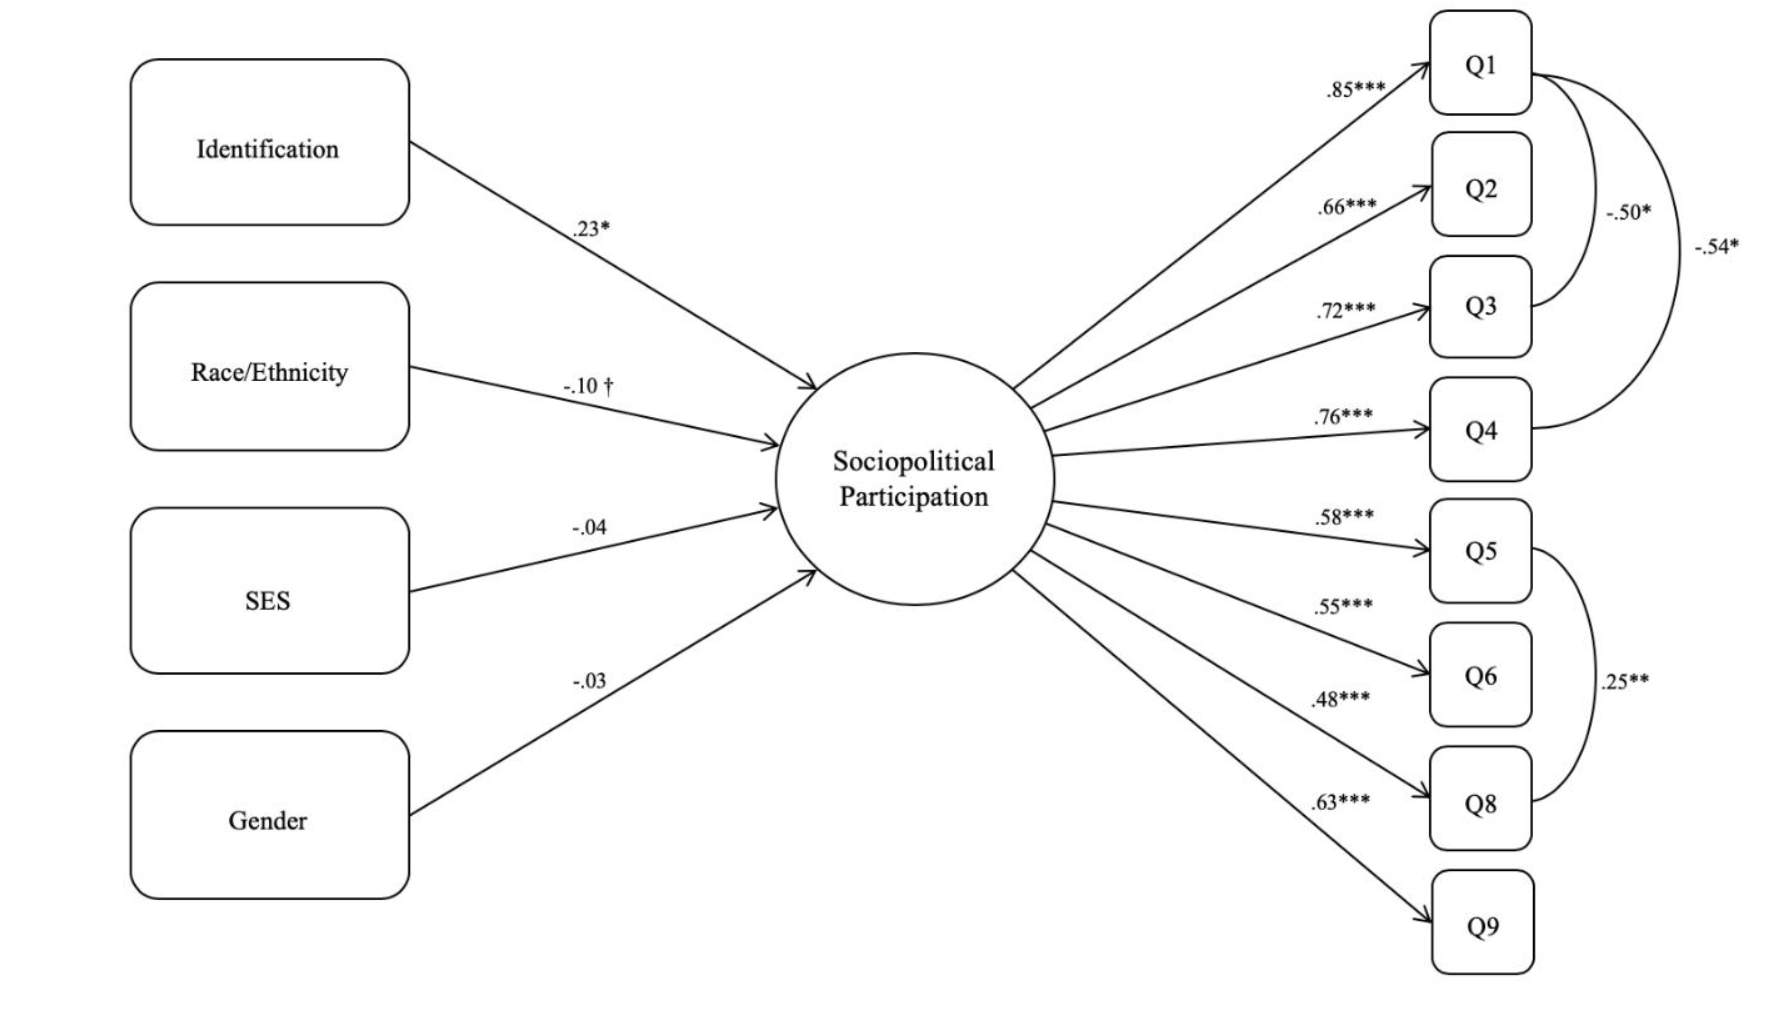 Identification
Race/Ethnicity
SES
Gender
.23*
-.10 †
-.04
-.03
Sociopolitical
Participation
.85***
.66***
.72***
.76***
.58***
.55***
.48***
.63***
Q1
Q2
Q3
Q4
Q5
Q6
Q8
Q9
-.50*
-.54*
.25**